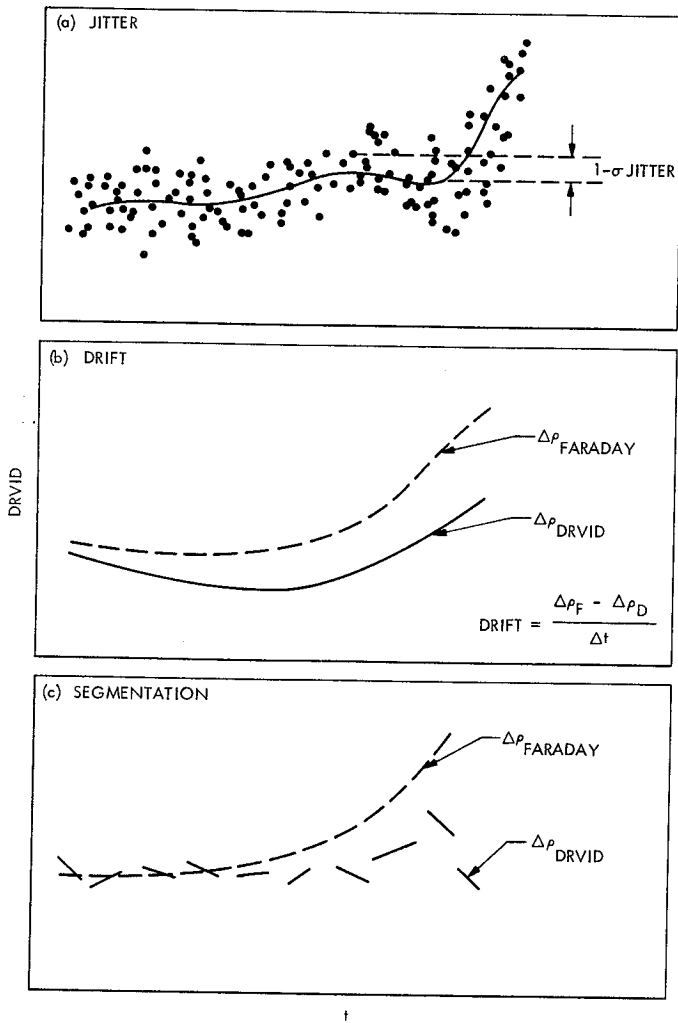 (a) JITTER
1-σ JITTER
(b) DRIFT
Δρ FARADAY
Δρ DRVID
DRIFT = Δρ_F - Δρ_D / Δt
DRVID
(c) SEGMENTATION
Δρ FARADAY
Δρ DRVID
t